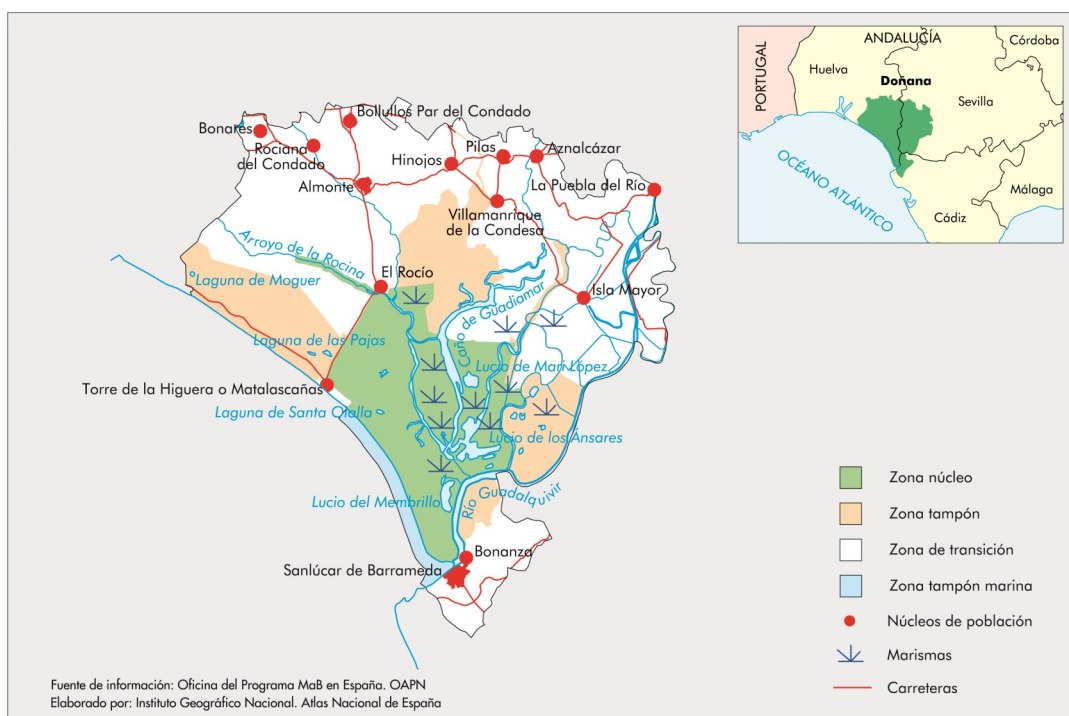 PORTUGAL
ANDALUCÍA
Córdoba
Huelva
Doñana
Sevilla
OCÉANO ATLÁNTICO
Málaga
Cádiz
Bollullos Par del Condado
Bonares
Rociana
del Condado
Pilas
Aznalcázar
Hinojos
Almonte
La Puebla del Río
Villamanrique
de la Condesa
Arroyo de la Rocina
El Rocío
Laguna de Moguer
Isla Mayor
Caño de Guadiamar
Laguna de las Pajas
Lucio de Mari López
Torre de la Higuera o Matalascañas
Laguna de Santa Olalla
Lucio de los Ánsares
Lucio del Membrillo
Río Guadalquivir
Bonanza
Sanlúcar de Barrameda
Zona núcleo
Zona tampón
Zona de transición
Zona tampón marina
Núcleos de población
Marismas
Carreteras
Fuente de información: Oficina del Programa MaB en España. OAPN
Elaborado por: Instituto Geográfico Nacional. Atlas Nacional de España